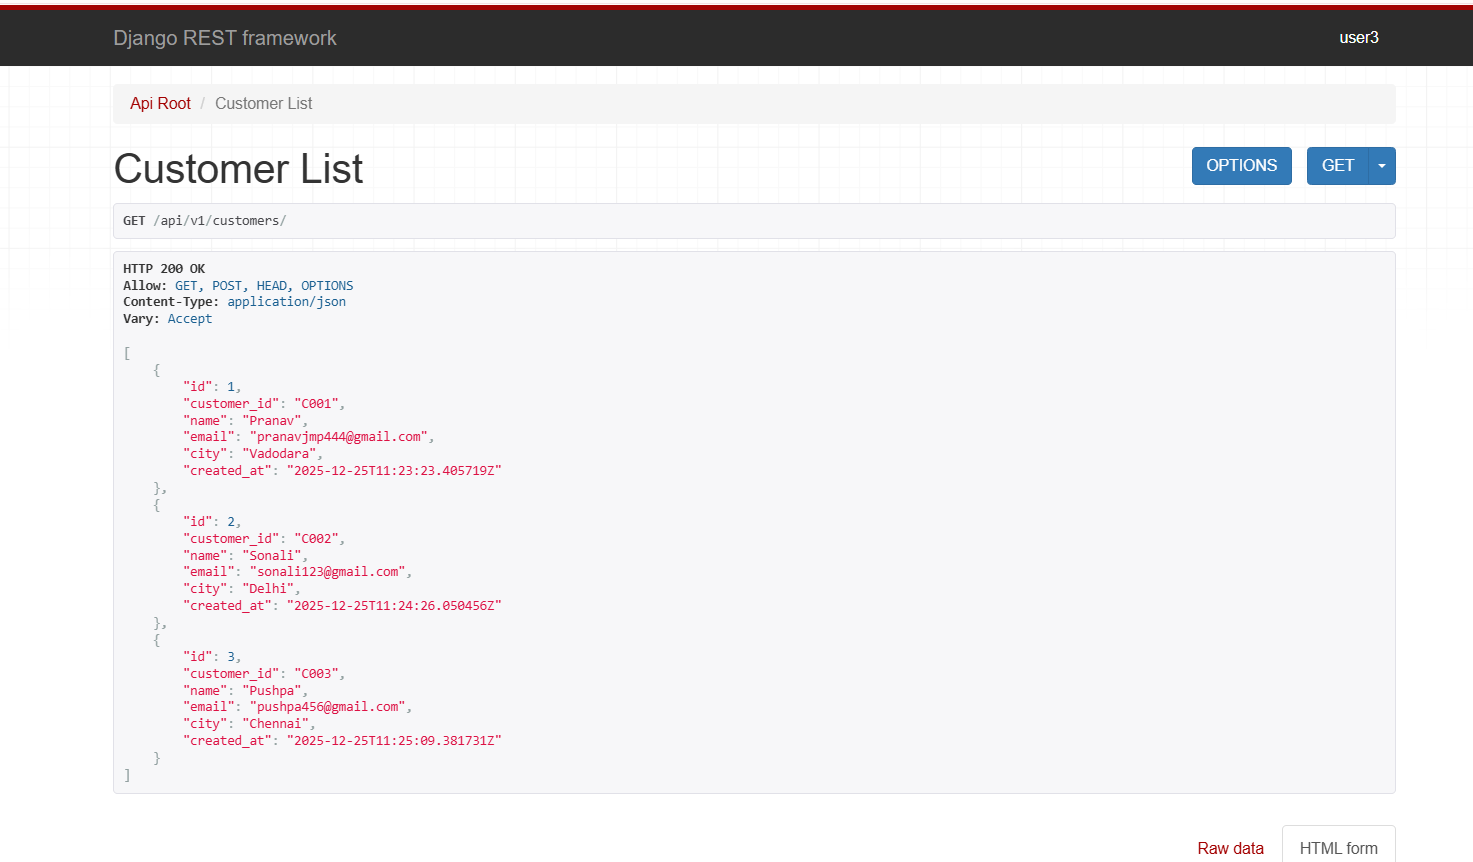 Django REST framework
user3
Api Root / Customer List
Customer List
OPTIONS
GET
GET /api/v1/customers/
HTTP 200 OK
Allow: GET, POST, HEAD, OPTIONS
Content-Type: application/json
Vary: Accept
[
    {
        "id": 1,
        "customer_id": "C001",
        "name": "Pranav",
        "email": "pranavjmp444@gmail.com",
        "city": "Vadodara",
        "created_at": "2025-12-25T11:23:23.405719Z"
    },
    {
        "id": 2,
        "customer_id": "C002",
        "name": "Sonali",
        "email": "sonali123@gmail.com",
        "city": "Delhi",
        "created_at": "2025-12-25T11:24:26.050456Z"
    },
    {
        "id": 3,
        "customer_id": "C003",
        "name": "Pushpa",
        "email": "pushpa456@gmail.com",
        "city": "Chennai",
        "created_at": "2025-12-25T11:25:09.381731Z"
    }
]
Raw data
HTML form